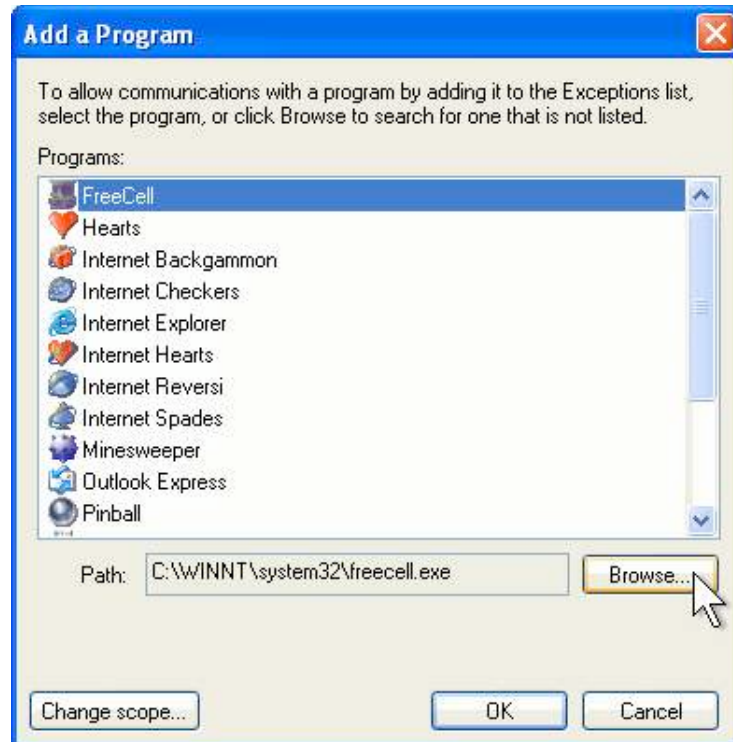 Add a Program
To allow communications with a program by adding it to the Exceptions list,
select the program, or click Browse to search for one that is not listed.
Programs:
FreeCell
Hearts
Internet Backgammon
Internet Checkers
Internet Explorer
Internet Hearts
Internet Reversi
Internet Spades
Minesweeper
Outlook Express
Pinball
Path: C:\WINNT\system32\freecell.exe Browse...
Change scope... OK Cancel